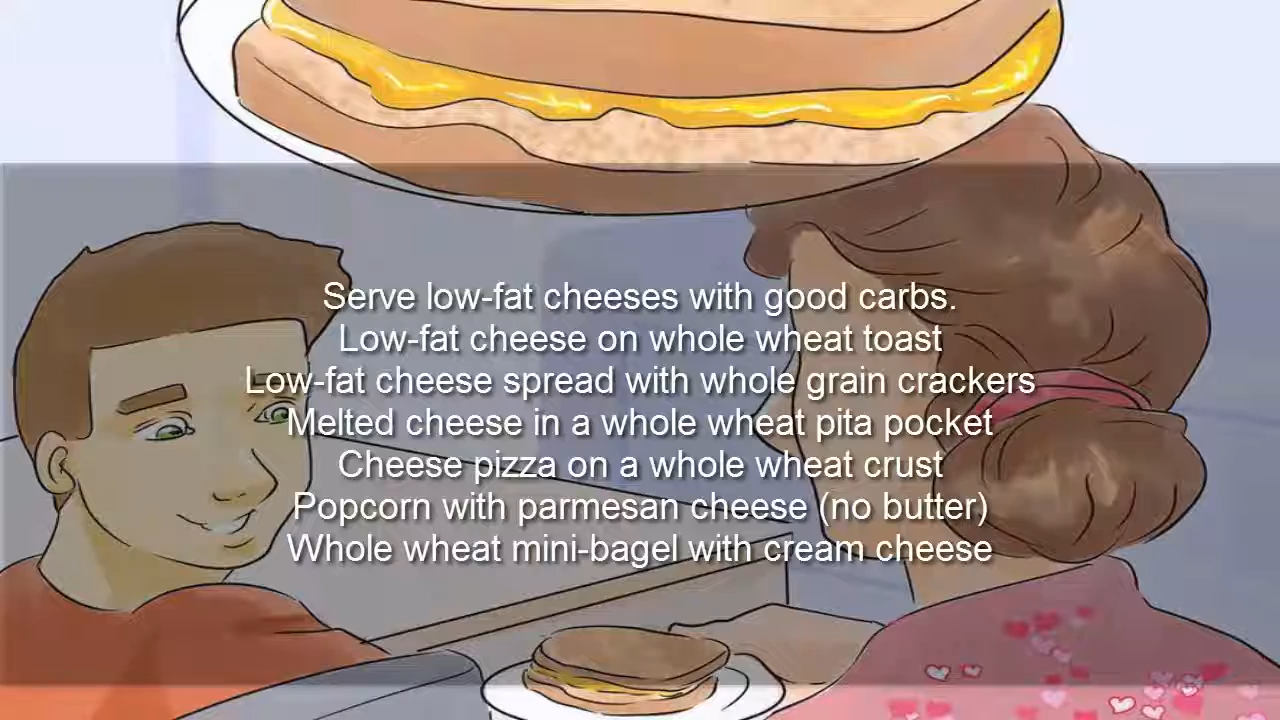 Serve low-fat cheeses with good carbs.
Low-fat cheese on whole wheat toast
Low-fat cheese spread with whole grain crackers
Melted cheese in a whole wheat pita pocket
Cheese pizza on a whole wheat crust
Popcorn with parmesan cheese (no butter)
Whole wheat mini-bagel with cream cheese